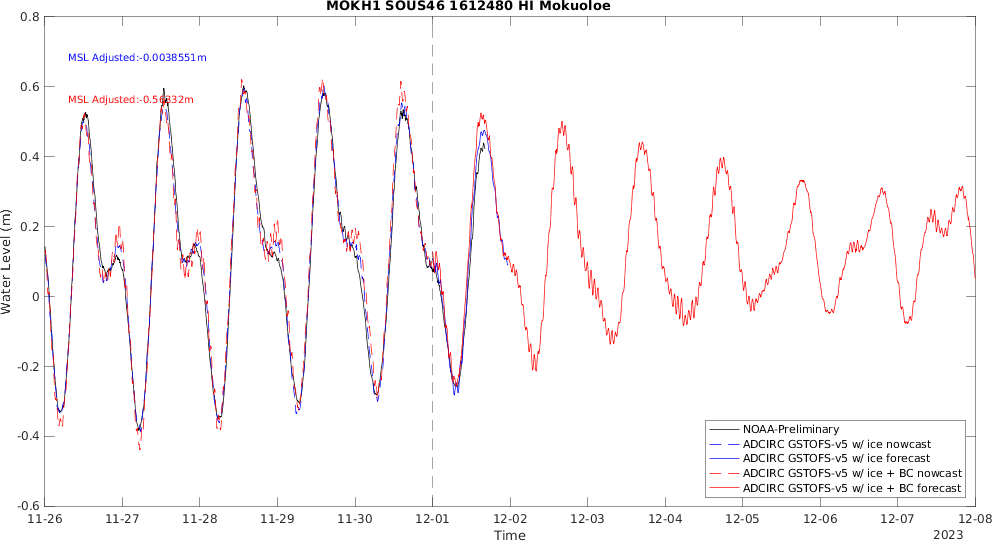 MOKH1 SOUS46 1612480 HI Mokuoloe
0.8
MSL Adjusted:-0.0038551m
0.6
MSL Adjusted:-0.56332m
0.4
0.2
0
-0.2
-0.4
-0.6
Water Level (m)
NOAA-Preliminary
ADCIRC GSTOFS-v5 w/ ice nowcast
ADCIRC GSTOFS-v5 w/ ice forecast
ADCIRC GSTOFS-v5 w/ ice + BC nowcast
ADCIRC GSTOFS-v5 w/ ice + BC forecast
11-26 11-27 11-28 11-29 11-30 12-01 12-02 12-03 12-04 12-05 12-06 12-07 12-08
Time
2023